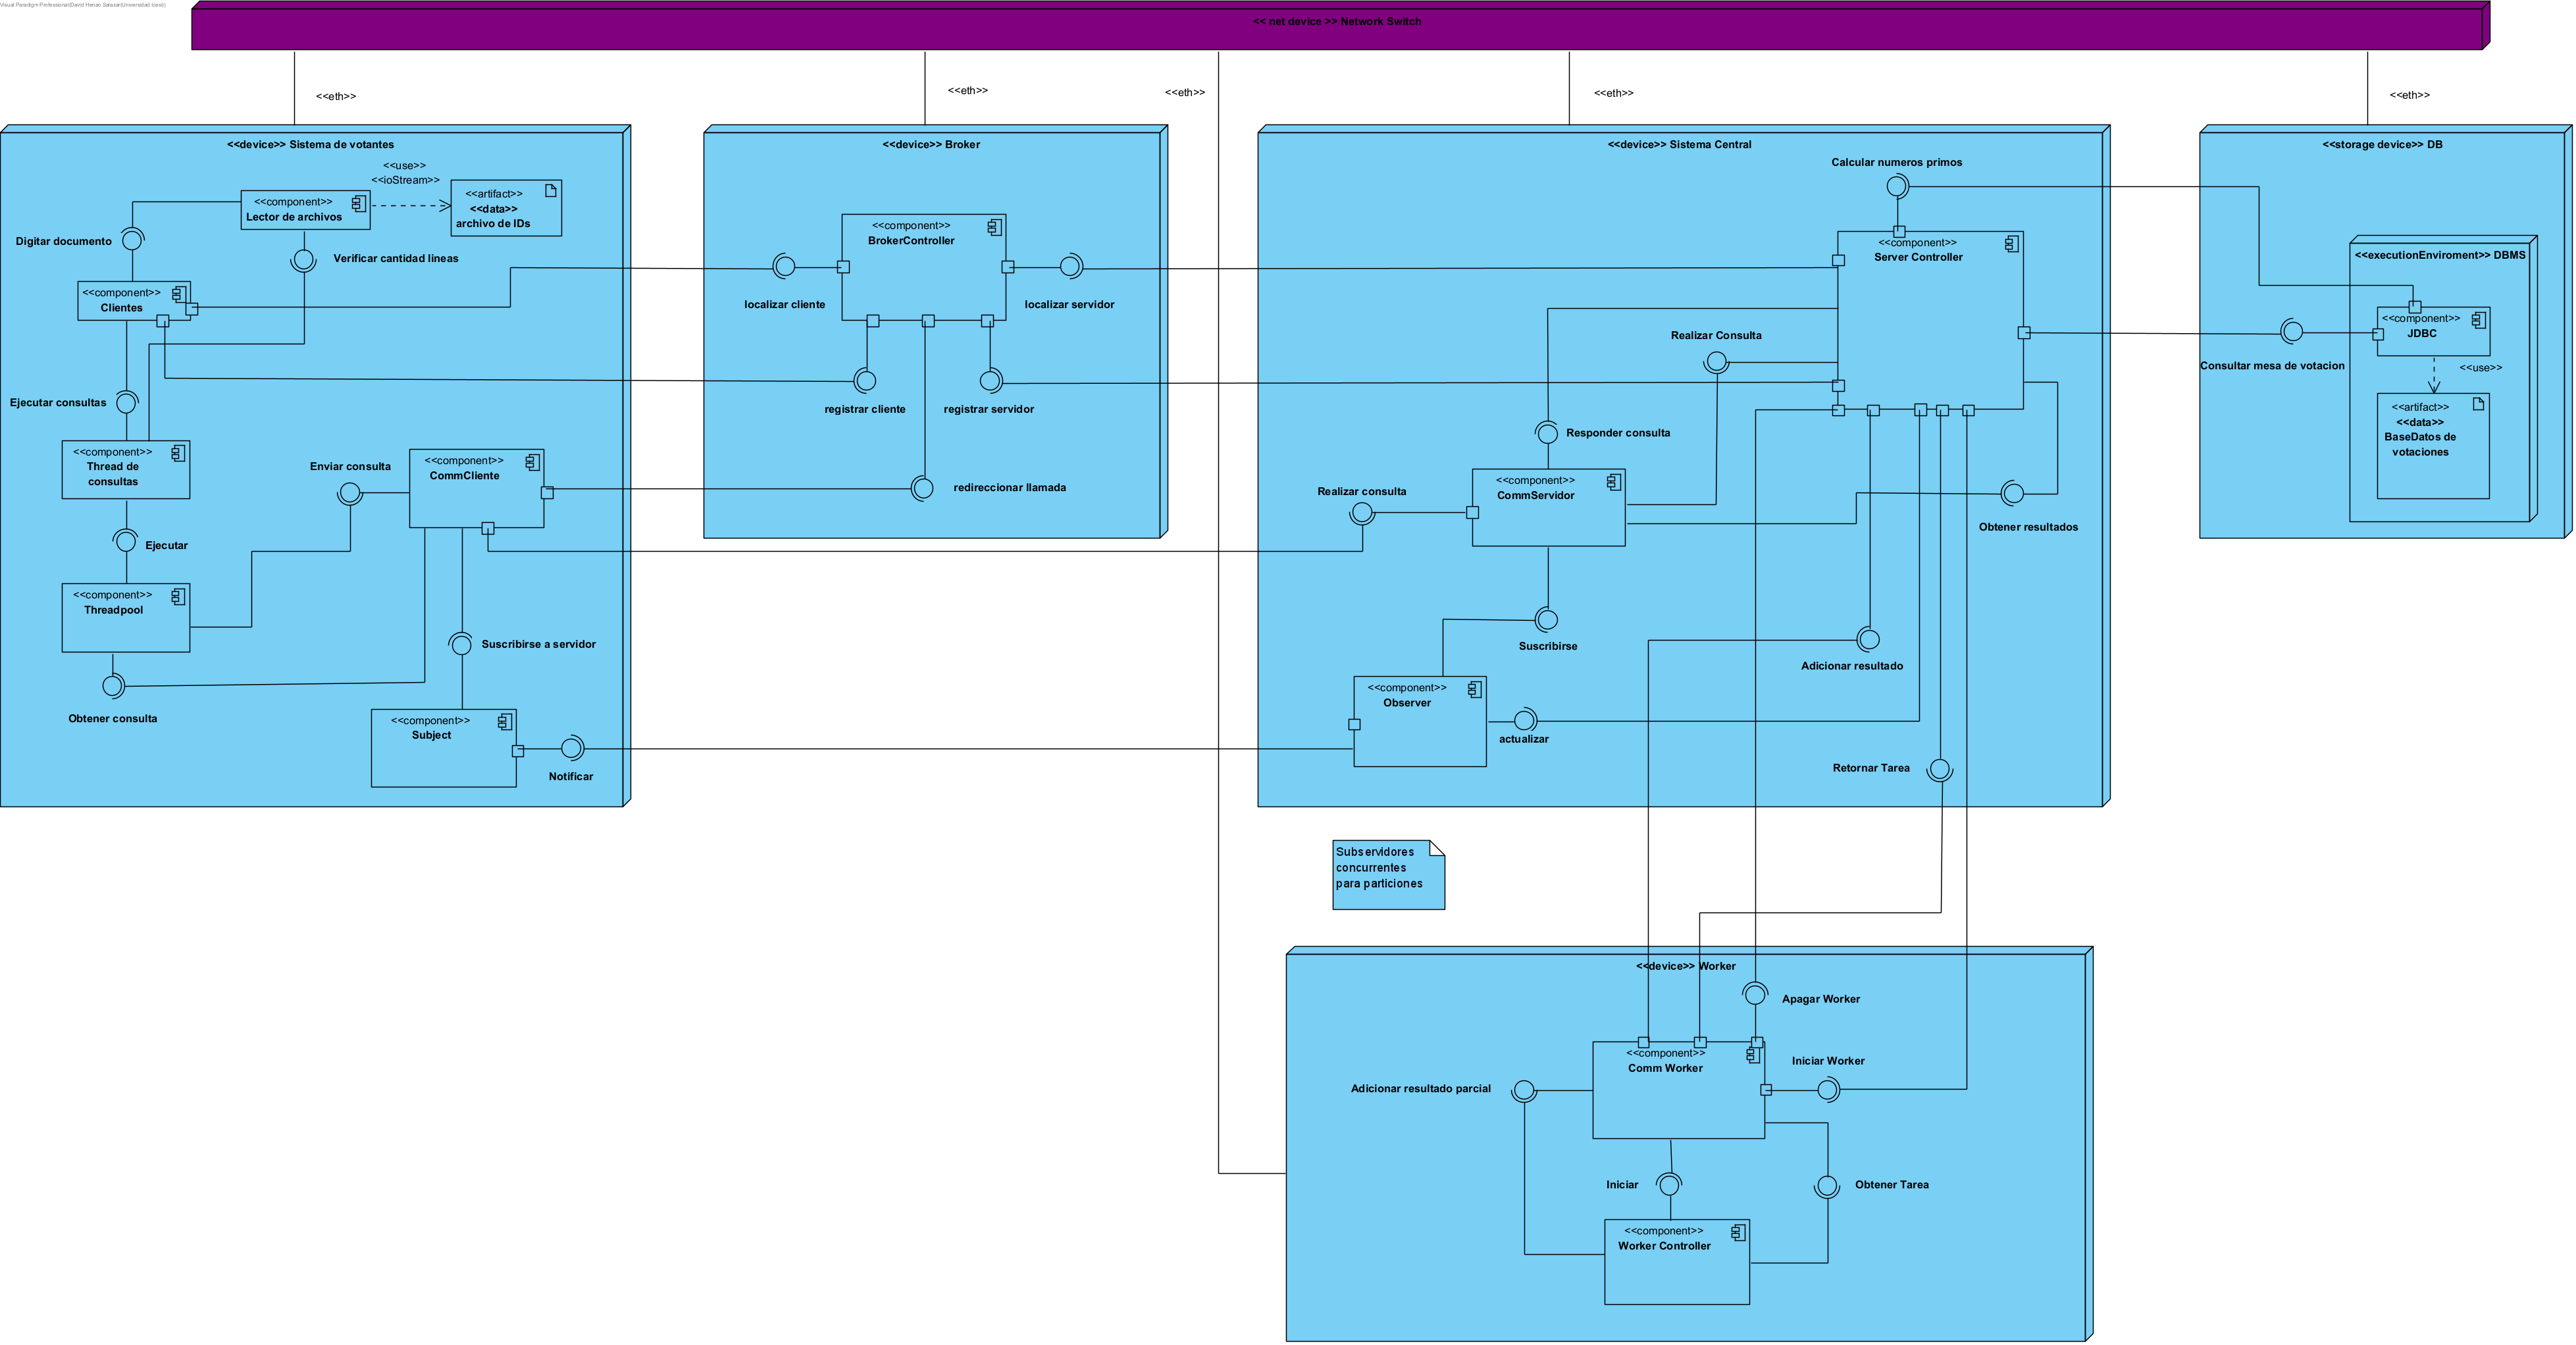 Visual Paradigm Professional(David Henao Salazar(Universidad Icesi))
<< net device >> Network Switch
<<eth>>
<<eth>>
<<eth>>
<<eth>>
<<eth>>
<<device>> Sistema de votantes
<<use>>
<<ioStream>>
<<component>>
Lector de archivos
<<artifact>>
<<data>>
archivo de IDs
Digitar documento
Verificar cantidad lineas
<<component>>
Clientes
Ejecutar consultas
<<component>>
Thread de
consultas
Enviar consulta
<<component>>
CommCliente
Ejecutar
<<component>>
Threadpool
Suscribirse a servidor
Obtener consulta
<<component>>
Subject
Notificar
<<device>> Broker
<<component>>
BrokerController
localizar cliente
localizar servidor
registrar cliente
registrar servidor
redireccionar llamada
<<device>> Sistema Central
Calcular numeros primos
<<component>>
Server Controller
Realizar Consulta
Responder consulta
Realizar consulta
<<component>>
CommServidor
Obtener resultados
Suscribirse
Adicionar resultado
<<component>>
Observer
actualizar
Retornar Tarea
<<storage device>> DB
<<executionEnviroment>> DBMS
<<component>>
JDBC
Consultar mesa de votacion
<<use>>
<<artifact>>
<<data>>
BaseDatos de
votaciones
Subservidores
concurrentes
para particiones
<<device>> Worker
Apagar Worker
<<component>>
Comm Worker
Iniciar Worker
Adicionar resultado parcial
Iniciar
Obtener Tarea
<<component>>
Worker Controller